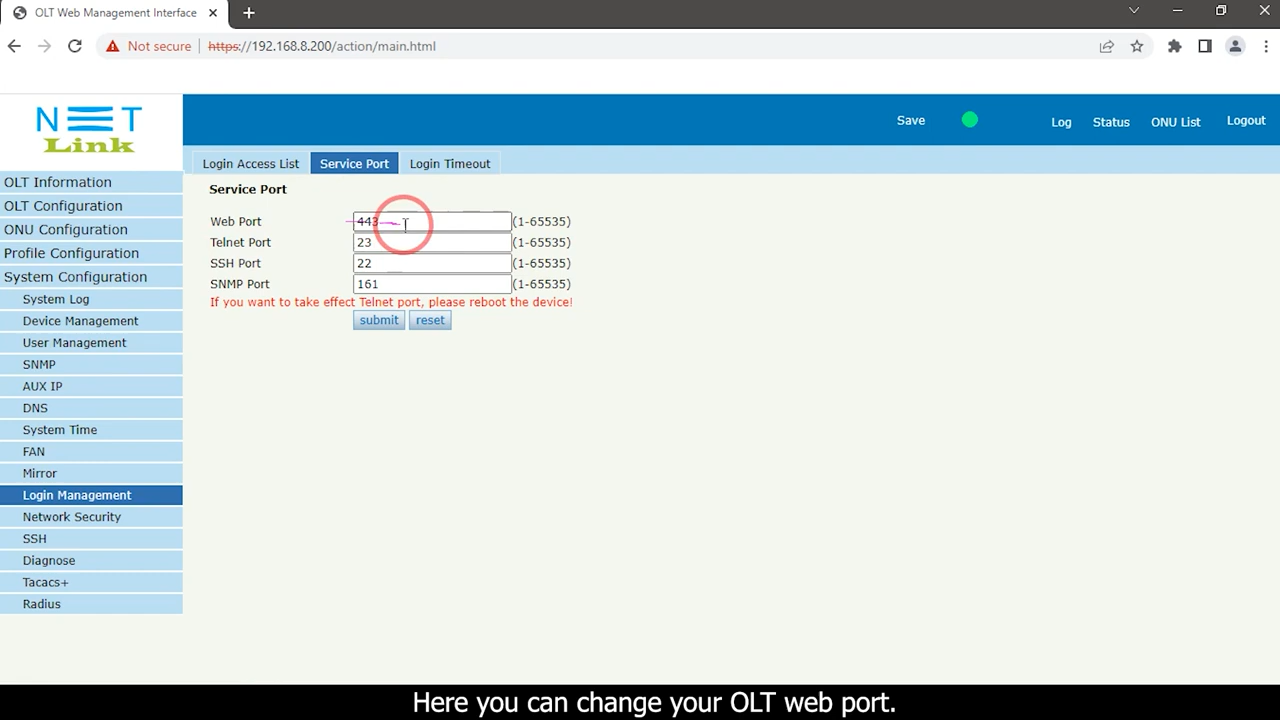 OLT Web Management Interface
Not secure https://192.168.8.200/action/main.html
NET
Link
Save Log Status ONU List Logout
Login Access List Service Port Login Timeout
OLT Information
OLT Configuration
ONU Configuration
Profile Configuration
System Configuration
System Log
Device Management
User Management
SNMP
AUX IP
DNS
System Time
FAN
Mirror
Login Management
Network Security
SSH
Diagnose
Tacacs+
Radius
Service Port
Web Port 443 (1-65535)
Telnet Port 23 (1-65535)
SSH Port 22 (1-65535)
SNMP Port 161 (1-65535)
If you want to take effect Telnet port, please reboot the device!
submit reset
Here you can change your OLT web port.